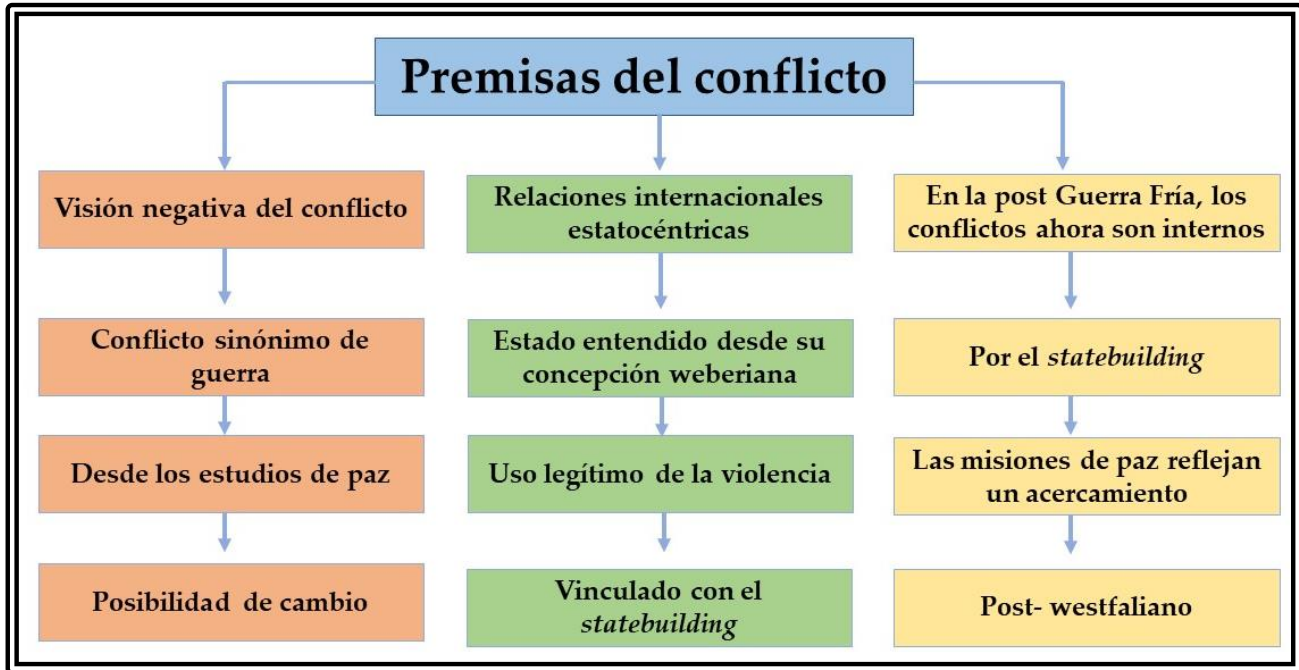 Premisas del conflicto
Visión negativa del conflicto
Conflicto sinónimo de
guerra
Desde los estudios de paz
Posibilidad de cambio
Relaciones internacionales
estatocéntricas
Estado entendido desde su
concepción weberiana
Uso legítimo de la violencia
Vinculado con el
statebuilding
En la post Guerra Fría, los
conflictos ahora son internos
Por el statebuilding
Las misiones de paz reflejan
un acercamiento
Post- westfaliano